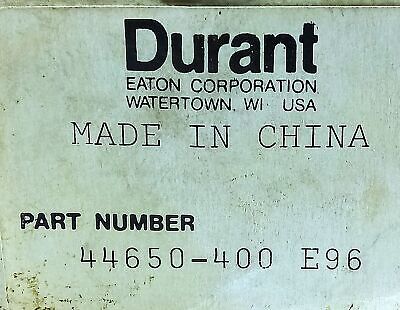 Durant
EATON CORPORATION
WATERTOWN, WI USA
MADE IN CHINA
PART NUMBER
44650-400 E96